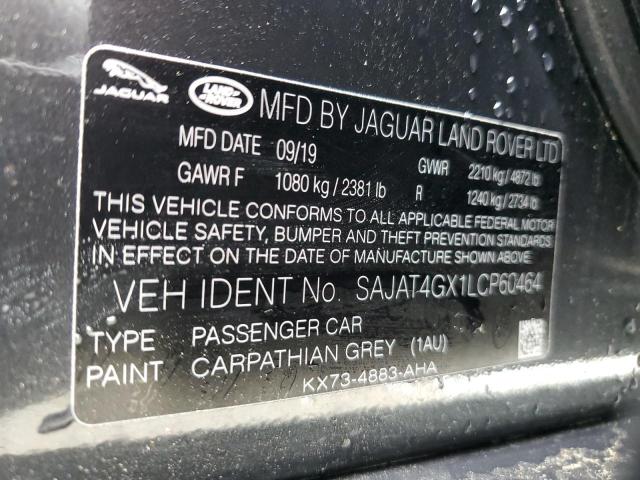 JAGUAR LAND ROVER MFD BY JAGUAR LAND ROVER LTD
MFD DATE 09/19 GVWR 2210 kg / 4872 lb
GAWR F 1080 kg / 2381 lb R 1240 kg / 2734 lb
THIS VEHICLE CONFORMS TO ALL APPLICABLE FEDERAL MOTOR
VEHICLE SAFETY, BUMPER AND THEFT PREVENTION STANDARDS
IN EFFECT ON THE DATE OF MANUFACTURE SHOWN ABOVE.
VEH IDENT No. SAJAT4GX1LCP60464
TYPE PASSENGER CAR
PAINT CARPATHIAN GREY (1AU)
KX73-4883-AHA